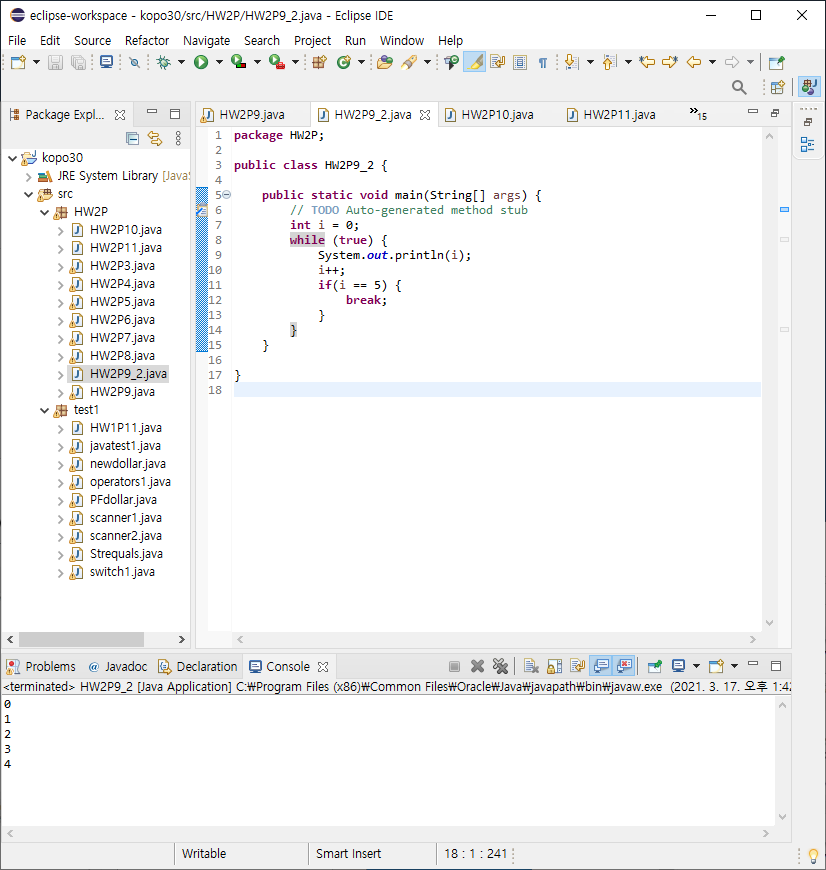 eclipse-workspace - kopo30/src/HW2P/HW2P9_2.java - Eclipse IDE
File Edit Source Refactor Navigate Search Project Run Window Help
Package Expl...
HW2P9.java HW2P9_2.java HW2P10.java HW2P11.java »15
kopo30
JRE System Library [JavaS
src
HW2P
HW2P10.java
HW2P11.java
HW2P3.java
HW2P4.java
HW2P5.java
HW2P6.java
HW2P7.java
HW2P8.java
HW2P9_2.java
HW2P9.java
test1
HW1P11.java
javatest1.java
newdollar.java
operators1.java
PFdollar.java
scanner1.java
scanner2.java
Strequals.java
switch1.java
1 package HW2P;
2
3 public class HW2P9_2 {
4
5 public static void main(String[] args) {
6 // TODO Auto-generated method stub
7 int i = 0;
8 while (true) {
9 System.out.println(i);
10 i++;
11 if(i == 5) {
12 break;
13 }
14 }
15 }
16
17 }
18
Problems @ Javadoc Declaration Console
<terminated> HW2P9_2 [Java Application] C:₩Program Files (x86)₩Common Files₩Oracle₩Java₩javapath₩bin₩javaw.exe (2021. 3. 17. 오후 1:42
0
1
2
3
4
Writable Smart Insert 18 : 1 : 241